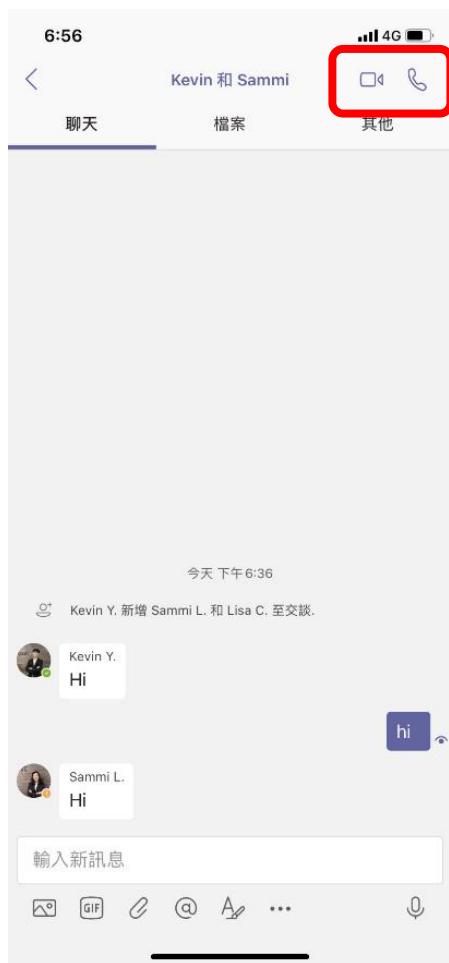 6:56
4G
Kevin 和 Sammi
聊天 檔案 其他
今天 下午6:36
Kevin Y. 新增 Sammi L. 和 Lisa C. 至交談.
Kevin Y.
Hi
hi
Sammi L.
Hi
輸入新訊息
GIF